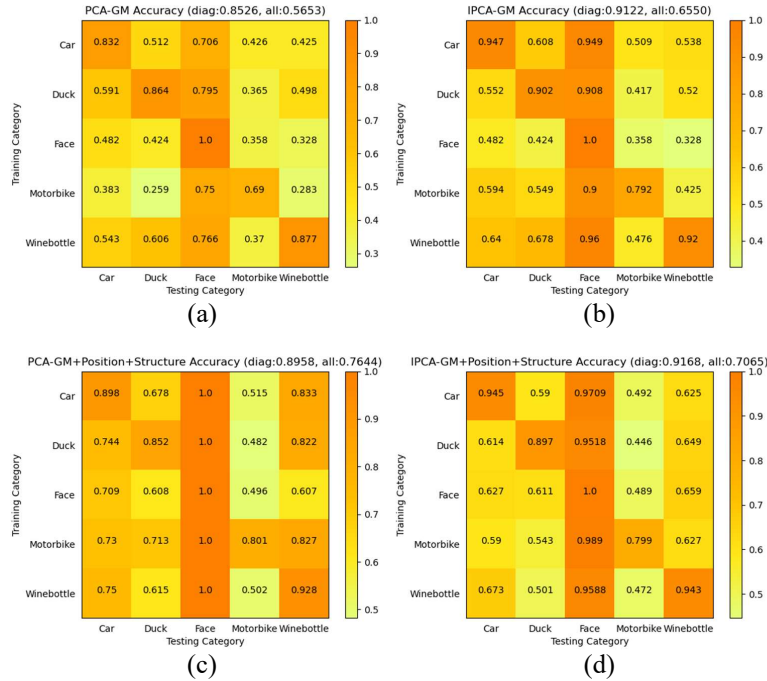 PCA-GM Accuracy (diag:0.8526, all:0.5653)
Training Category
Car 0.832 0.512 0.706 0.426 0.425
Duck 0.591 0.864 0.795 0.365 0.498
Face 0.482 0.424 1.0 0.358 0.328
Motorbike 0.383 0.259 0.75 0.69 0.283
Winebottle 0.543 0.606 0.766 0.37 0.877
Car Duck Face Motorbike Winebottle
Testing Category
1.0
0.9
0.8
0.7
0.6
0.5
0.4
0.3
(a)
IPCA-GM Accuracy (diag:0.9122, all:0.6550)
Training Category
Car 0.947 0.608 0.949 0.509 0.538
Duck 0.552 0.902 0.908 0.417 0.52
Face 0.482 0.424 1.0 0.358 0.328
Motorbike 0.594 0.549 0.9 0.792 0.425
Winebottle 0.64 0.678 0.96 0.476 0.92
Car Duck Face Motorbike Winebottle
Testing Category
1.0
0.9
0.8
0.7
0.6
0.5
0.4
(b)
PCA-GM+Position+Structure Accuracy (diag:0.8958, all:0.7644)
Training Category
Car 0.898 0.678 1.0 0.515 0.833
Duck 0.744 0.852 1.0 0.482 0.822
Face 0.709 0.608 1.0 0.496 0.607
Motorbike 0.73 0.713 1.0 0.801 0.827
Winebottle 0.75 0.615 1.0 0.502 0.928
Car Duck Face Motorbike Winebottle
Testing Category
1.0
0.9
0.8
0.7
0.6
0.5
(c)
IPCA-GM+Position+Structure Accuracy (diag:0.9168, all:0.7065)
Training Category
Car 0.945 0.59 0.9709 0.492 0.625
Duck 0.614 0.897 0.9518 0.446 0.649
Face 0.627 0.611 1.0 0.489 0.659
Motorbike 0.59 0.543 0.989 0.799 0.627
Winebottle 0.673 0.501 0.9588 0.472 0.943
Car Duck Face Motorbike Winebottle
Testing Category
1.0
0.9
0.8
0.7
0.6
0.5
(d)